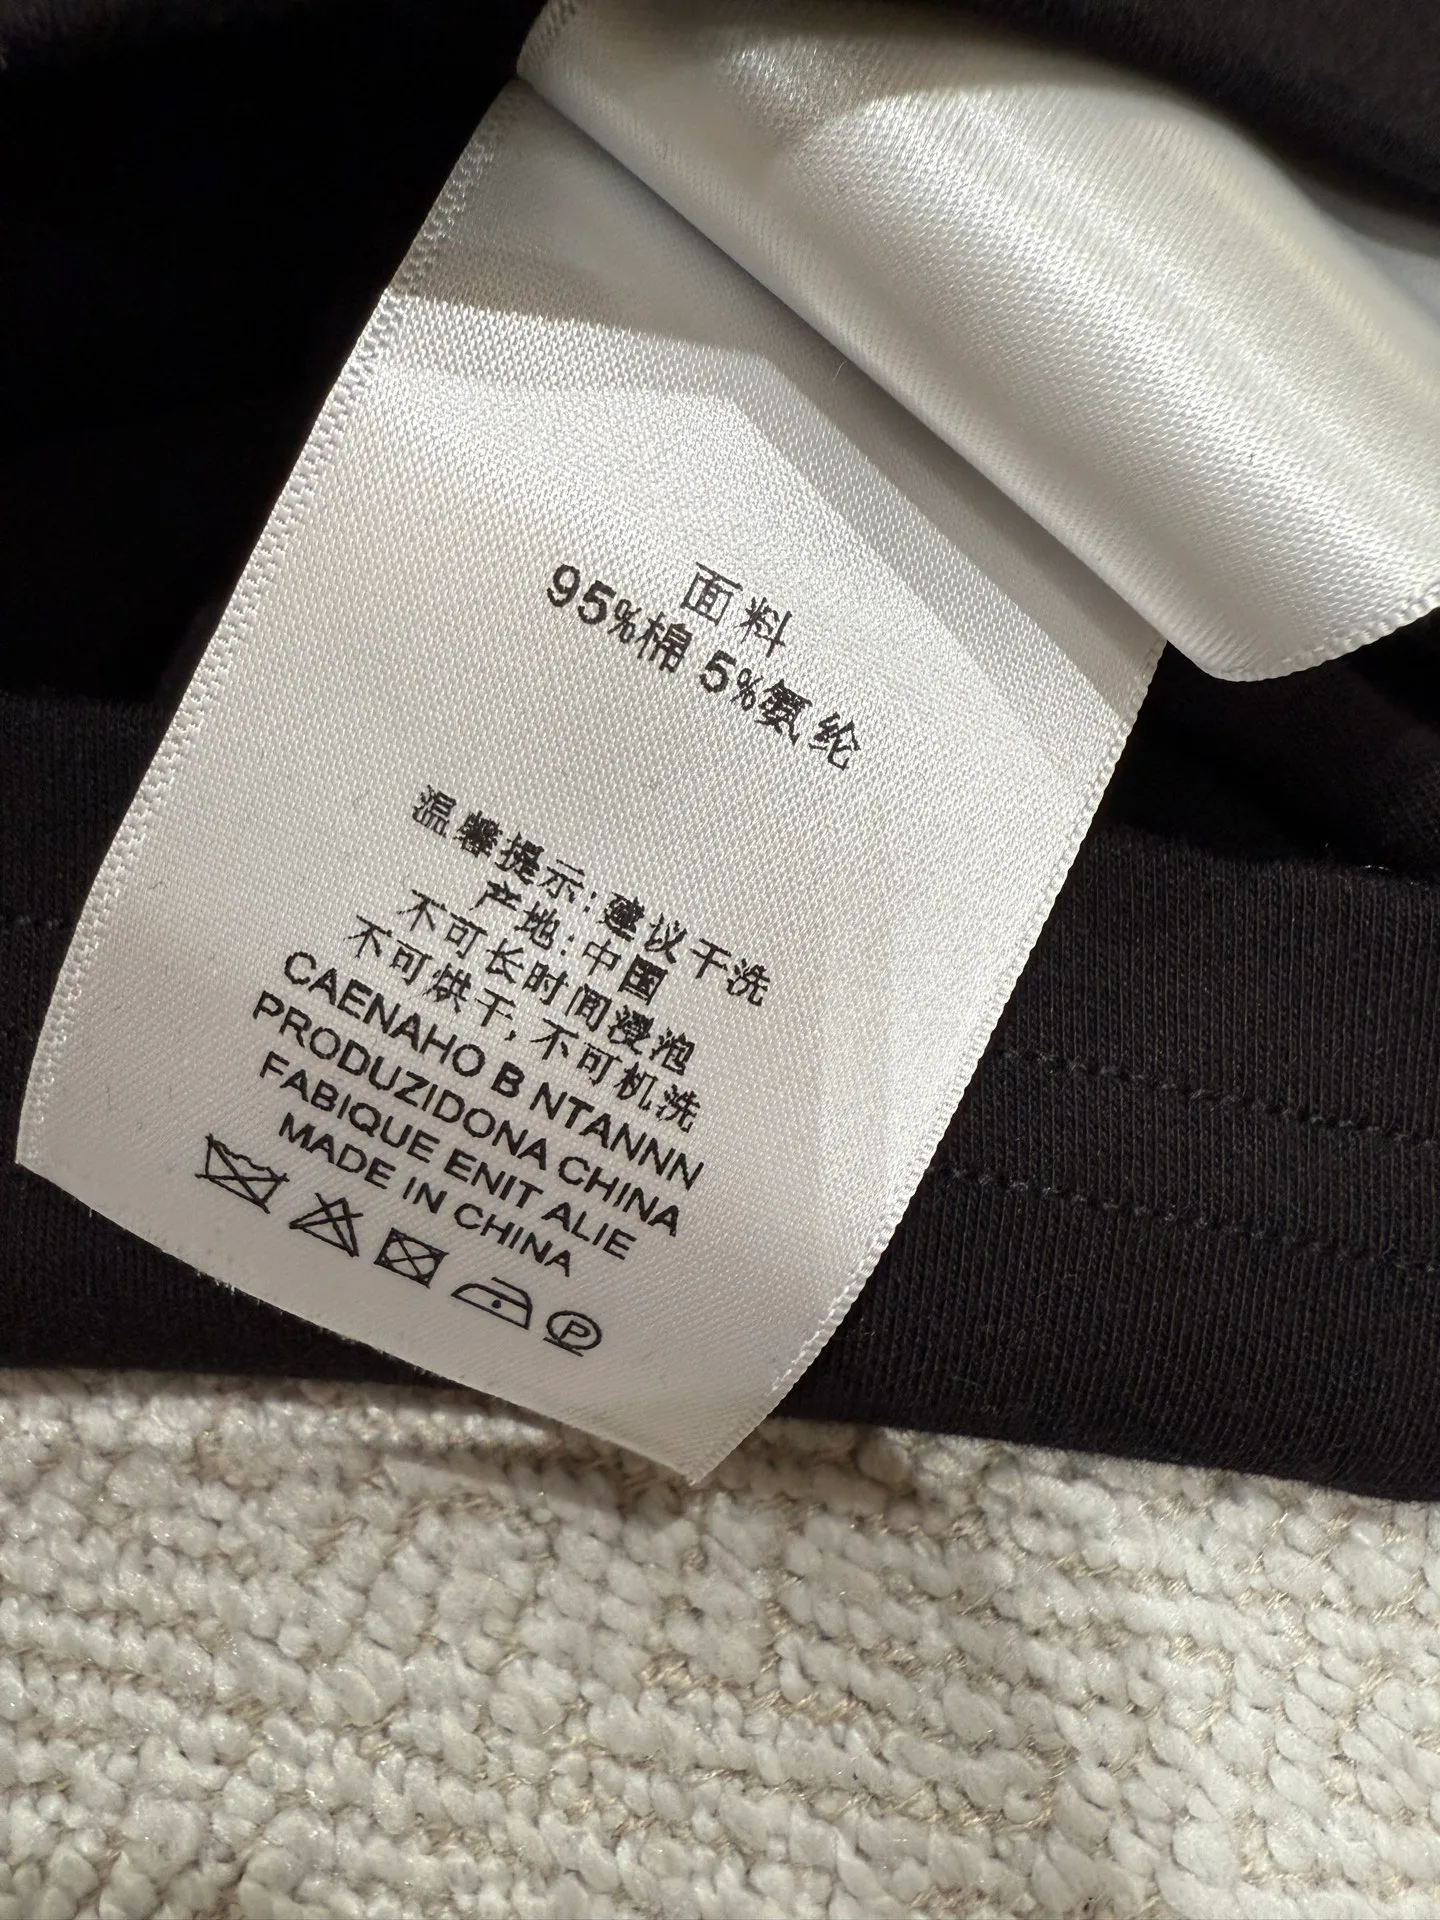 面料
95%棉 5%氨纶
温馨提示:建议干洗
产地:中国
不可长时间浸泡
不可烘干,不可机洗
CAENAHO B NTANNN
PRODUZIDONA CHINA
FABIQUE ENIT ALIE
MADE IN CHINA
P